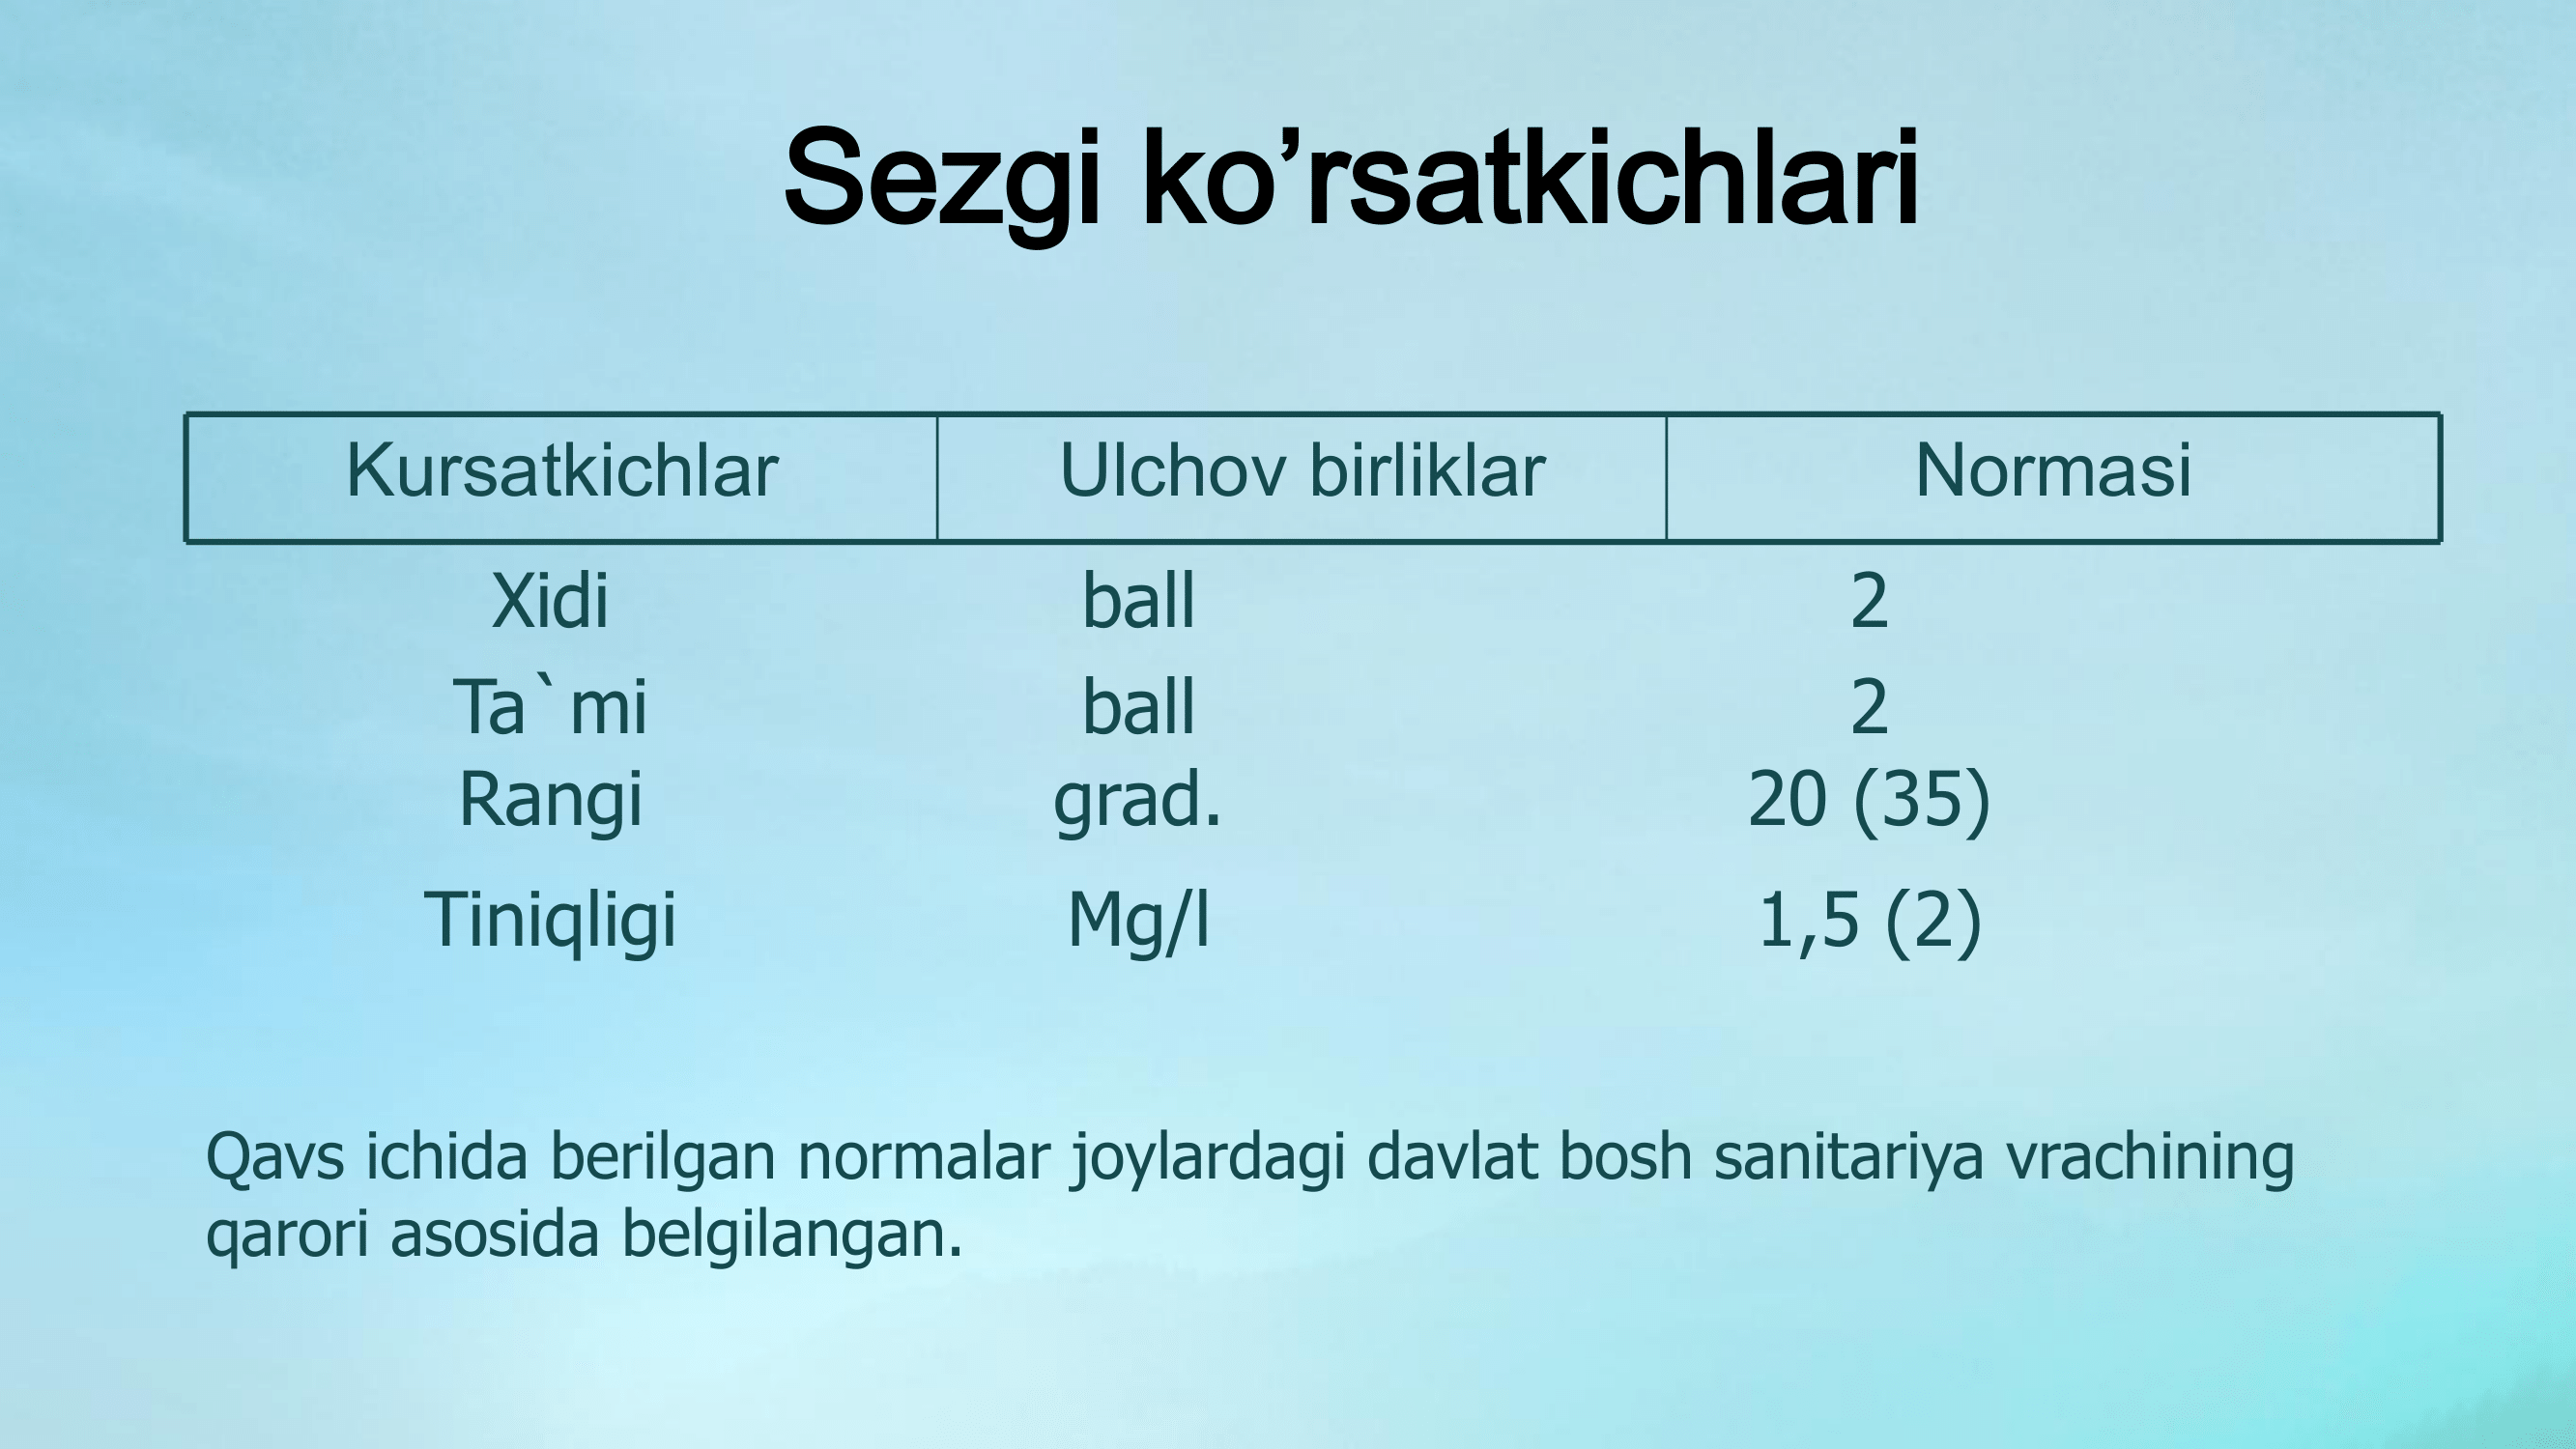 Sezgi ko’rsatkichlari
Kursatkichlar Ulchov birliklar Normasi
Xidi ball 2
Ta`mi ball 2
Rangi grad. 20 (35)
Tiniqligi Mg/l 1,5 (2)
Qavs ichida berilgan normalar joylardagi davlat bosh sanitariya vrachining
qarori asosida belgilangan.